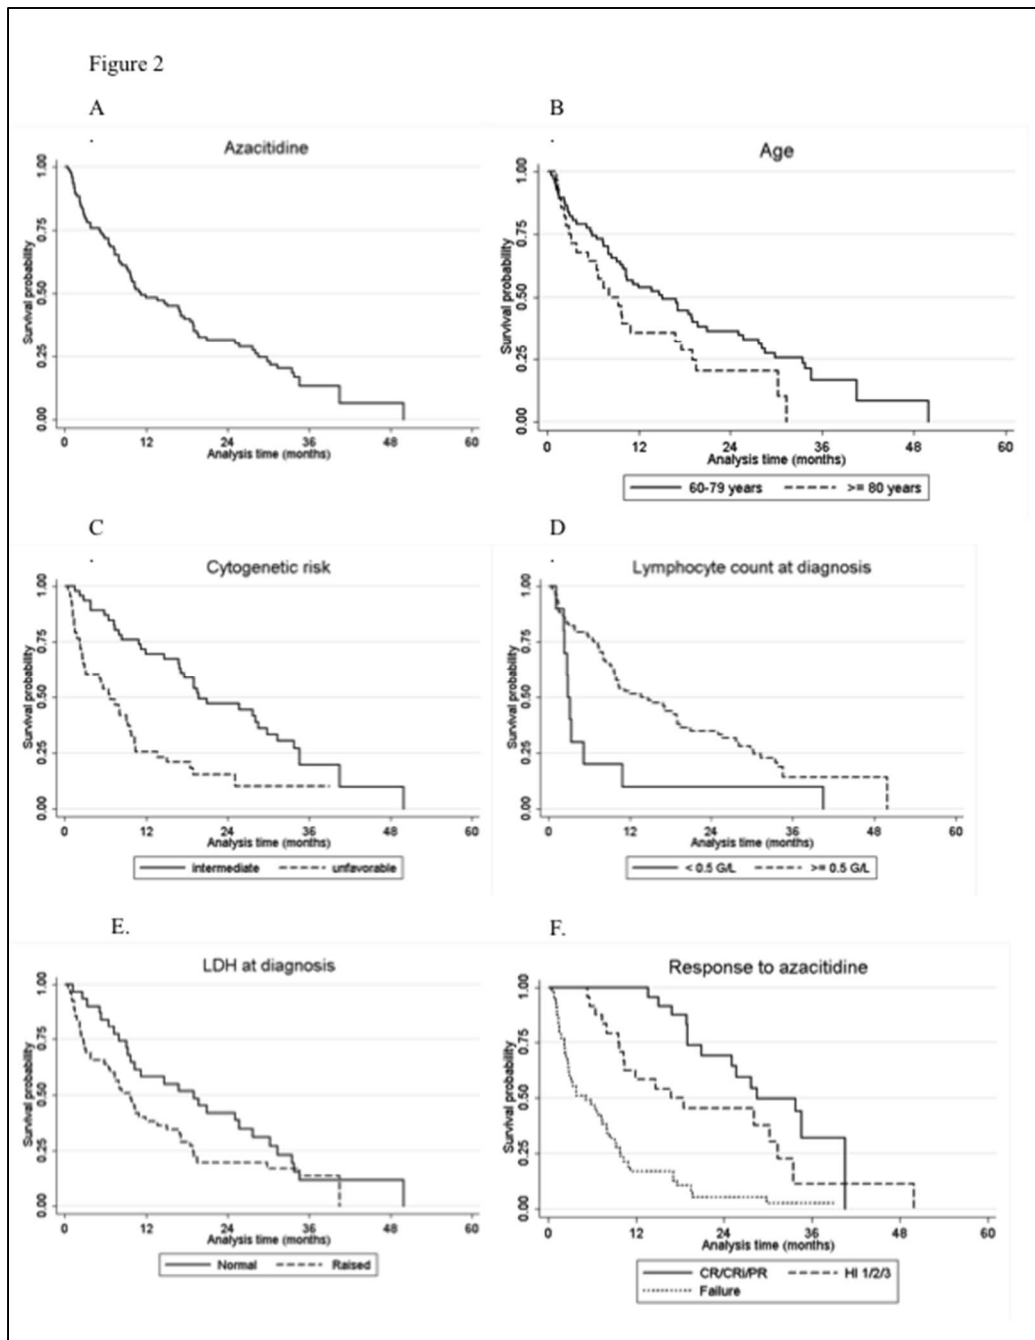 Figure 2
A
.
Azacitidine
Survival probability
1.00
0.75
0.50
0.25
0.00
0 12 24 36 48 60
Analysis time (months)
B
.
Age
Survival probability
1.00
0.75
0.50
0.25
0.00
0 12 24 36 48 60
Analysis time (months)
60-79 years >= 80 years
C
.
Cytogenetic risk
Survival probability
1.00
0.75
0.50
0.25
0.00
0 12 24 36 48 60
Analysis time (months)
intermediate unfavorable
D
.
Lymphocyte count at diagnosis
Survival probability
1.00
0.75
0.50
0.25
0.00
0 12 24 36 48 60
Analysis time (months)
< 0.5 G/L >= 0.5 G/L
E.
LDH at diagnosis
Survival probability
1.00
0.75
0.50
0.25
0.00
0 12 24 36 48 60
Analysis time (months)
Normal Raised
F.
Response to azacitidine
Survival probability
1.00
0.75
0.50
0.25
0.00
0 12 24 36 48 60
Analysis time (months)
CR/CRi/PR HI 1/2/3
Failure